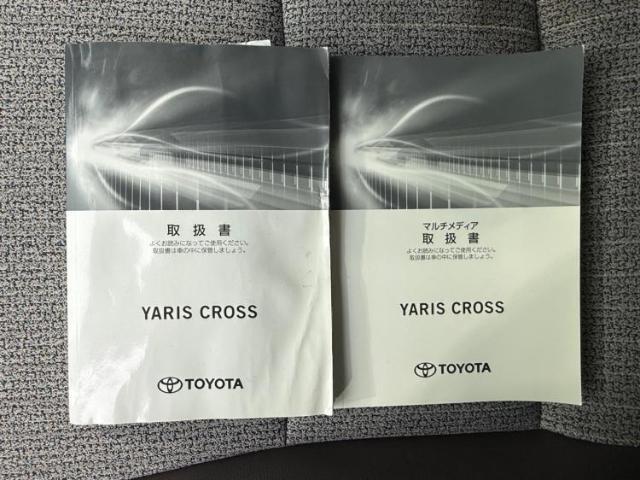 取扱書
よくお読みになってご使用ください。
取扱書は車の中に保管しましょう。
YARIS CROSS
TOYOTA
マルチメディア
取扱書
よくお読みになってご使用ください。
取扱書は車の中に保管しましょう。
YARIS CROSS
TOYOTA